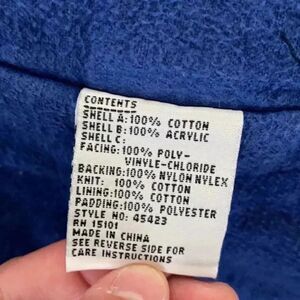 CONTENTS
SHELL A: 100% COTTON
SHELL B: 100% ACRYLIC
SHELL C:
FACING: 100% POLY-
VINYLE-CHLORIDE
BACKING: 100% NYLON NYLEX
KNIT: 100% COTTON
LINING: 100% COTTON
PADDING: 100% POLYESTER
STYLE NO: 45423
RH 15101
MADE IN CHINA
SEE REVERSE SIDE FOR
CARE INSTRUCTIONS